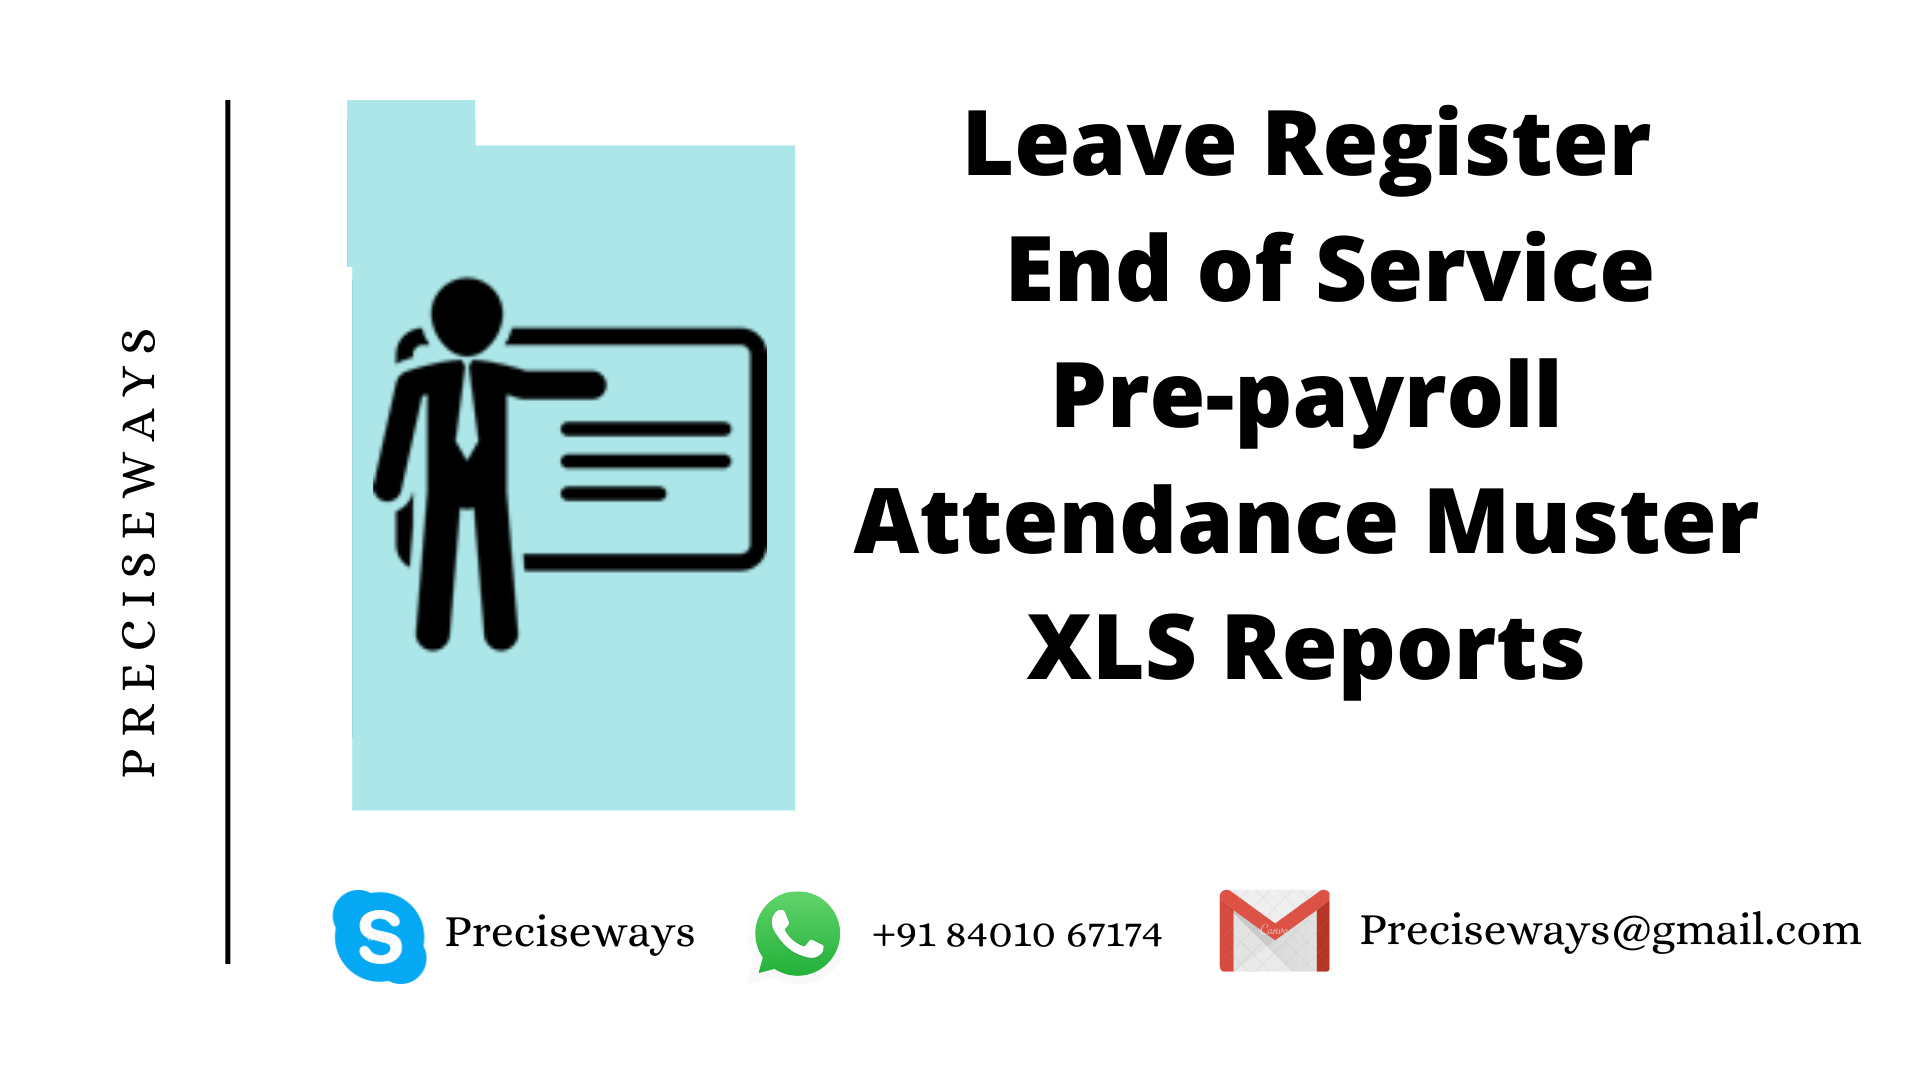 PRECISEWAYS
Leave Register
End of Service
Pre-payroll
Attendance Muster
XLS Reports
Preciseways
+91 84010 67174
Canva
Preciseways@gmail.com